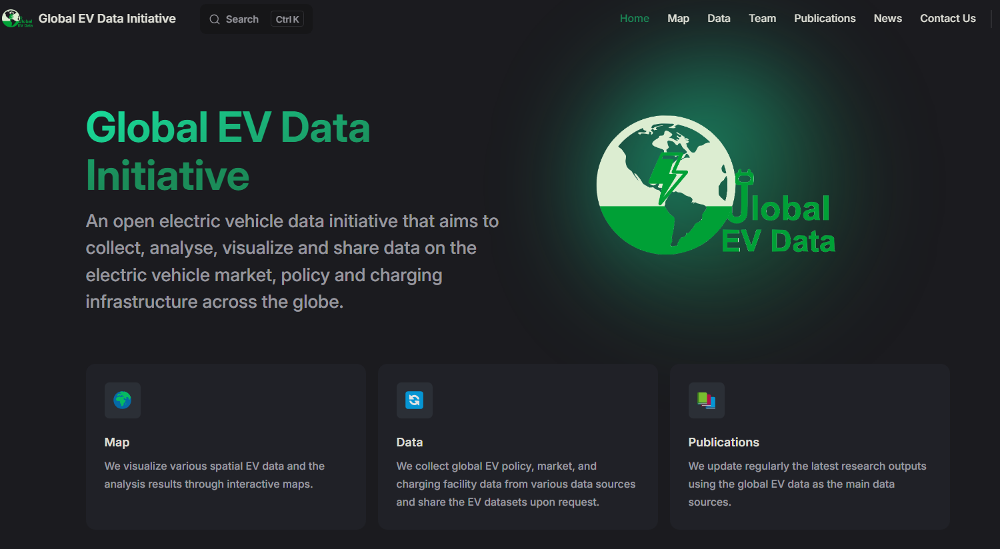 Global EV Data
Global EV Data Initiative
Search
Ctrl K
Home
Map
Data
Team
Publications
News
Contact Us
Global EV Data
Initiative
An open electric vehicle data initiative that aims to
collect, analyse, visualize and share data on the
electric vehicle market, policy and charging
infrastructure across the globe.
Global
EV Data
Map
We visualize various spatial EV data and the
analysis results through interactive maps.
Data
We collect global EV policy, market, and
charging facility data from various data sources
and share the EV datasets upon request.
Publications
We update regularly the latest research outputs
using the global EV data as the main data
sources.